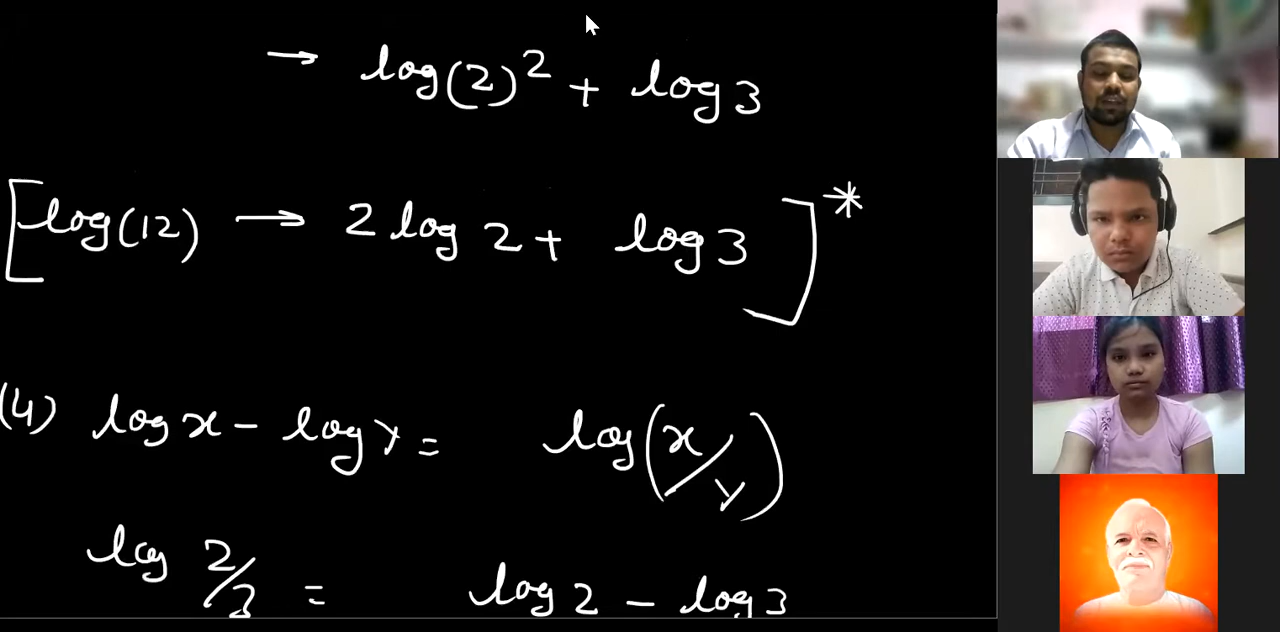 → log(2)² + log 3
[log(12) → 2 log 2 + log 3]*
(4) log x - log y = log(x/y)
log 2/3 = log 2 - log 3